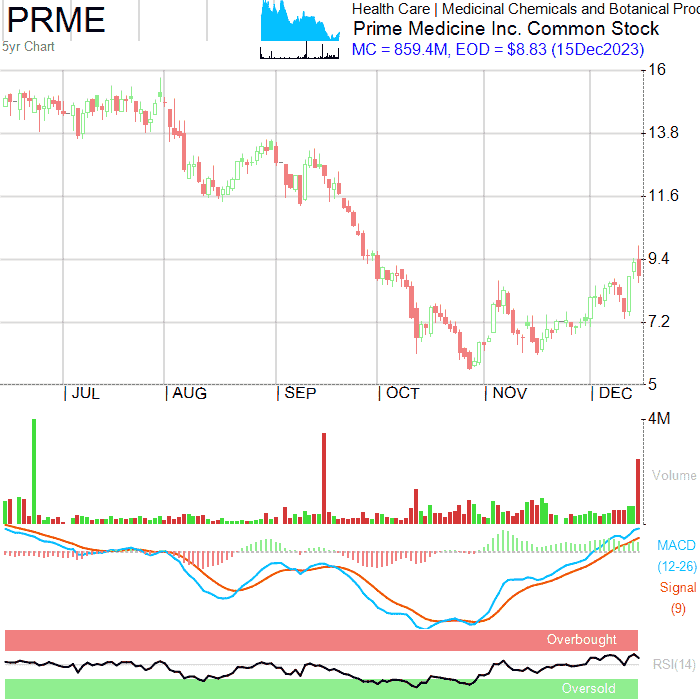 PRME
5yr Chart
Health Care | Medicinal Chemicals and Botanical Proc
Prime Medicine Inc. Common Stock
MC = 859.4M, EOD = $8.83 (15Dec2023)
16
13.8
11.6
9.4
7.2
5
| JUL | AUG | SEP | OCT | NOV | DEC
4M
Volume
MACD
(12-26)
Signal
(9)
Overbought
RSI(14)
Oversold